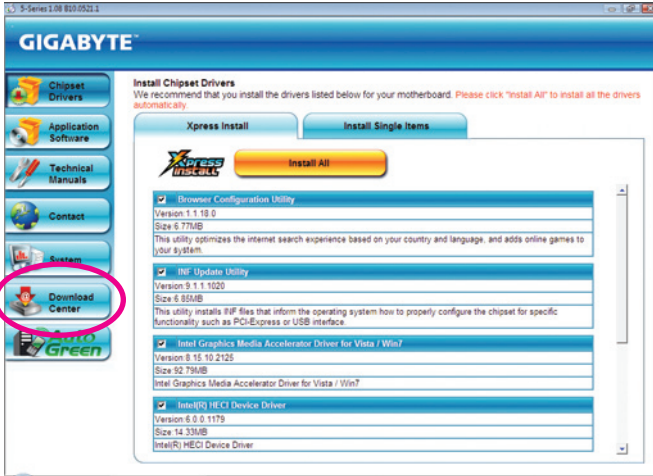 5-Series 1.08 B10.0521.1
GIGABYTE™
Chipset
Drivers
Application
Software
Technical
Manuals
Contact
System
Download
Center
Auto
Green
Install Chipset Drivers
We recommend that you install the drivers listed below for your motherboard. Please click "Install All" to install all the drivers
automatically.
Xpress Install
Install Single Items
Xpress
Install
Install All
Browser Configuration Utility
Version:1.1.18.0
Size:6.77MB
This utility optimizes the internet search experience based on your country and language, and adds online games to
your system.
INF Update Utility
Version:9.1.1.1020
Size:6.85MB
This utility installs INF files that inform the operating system how to properly configure the chipset for specific
functionality such as PCI-Express or USB interface.
Intel Graphics Media Accelerator Driver for Vista / Win7
Version:8.15.10.2125
Size:92.79MB
Intel Graphics Media Accelerator Driver for Vista / Win7
Intel(R) HECI Device Driver
Version:6.0.0.1179
Size:14.33MB
Intel(R) HECI Device Driver